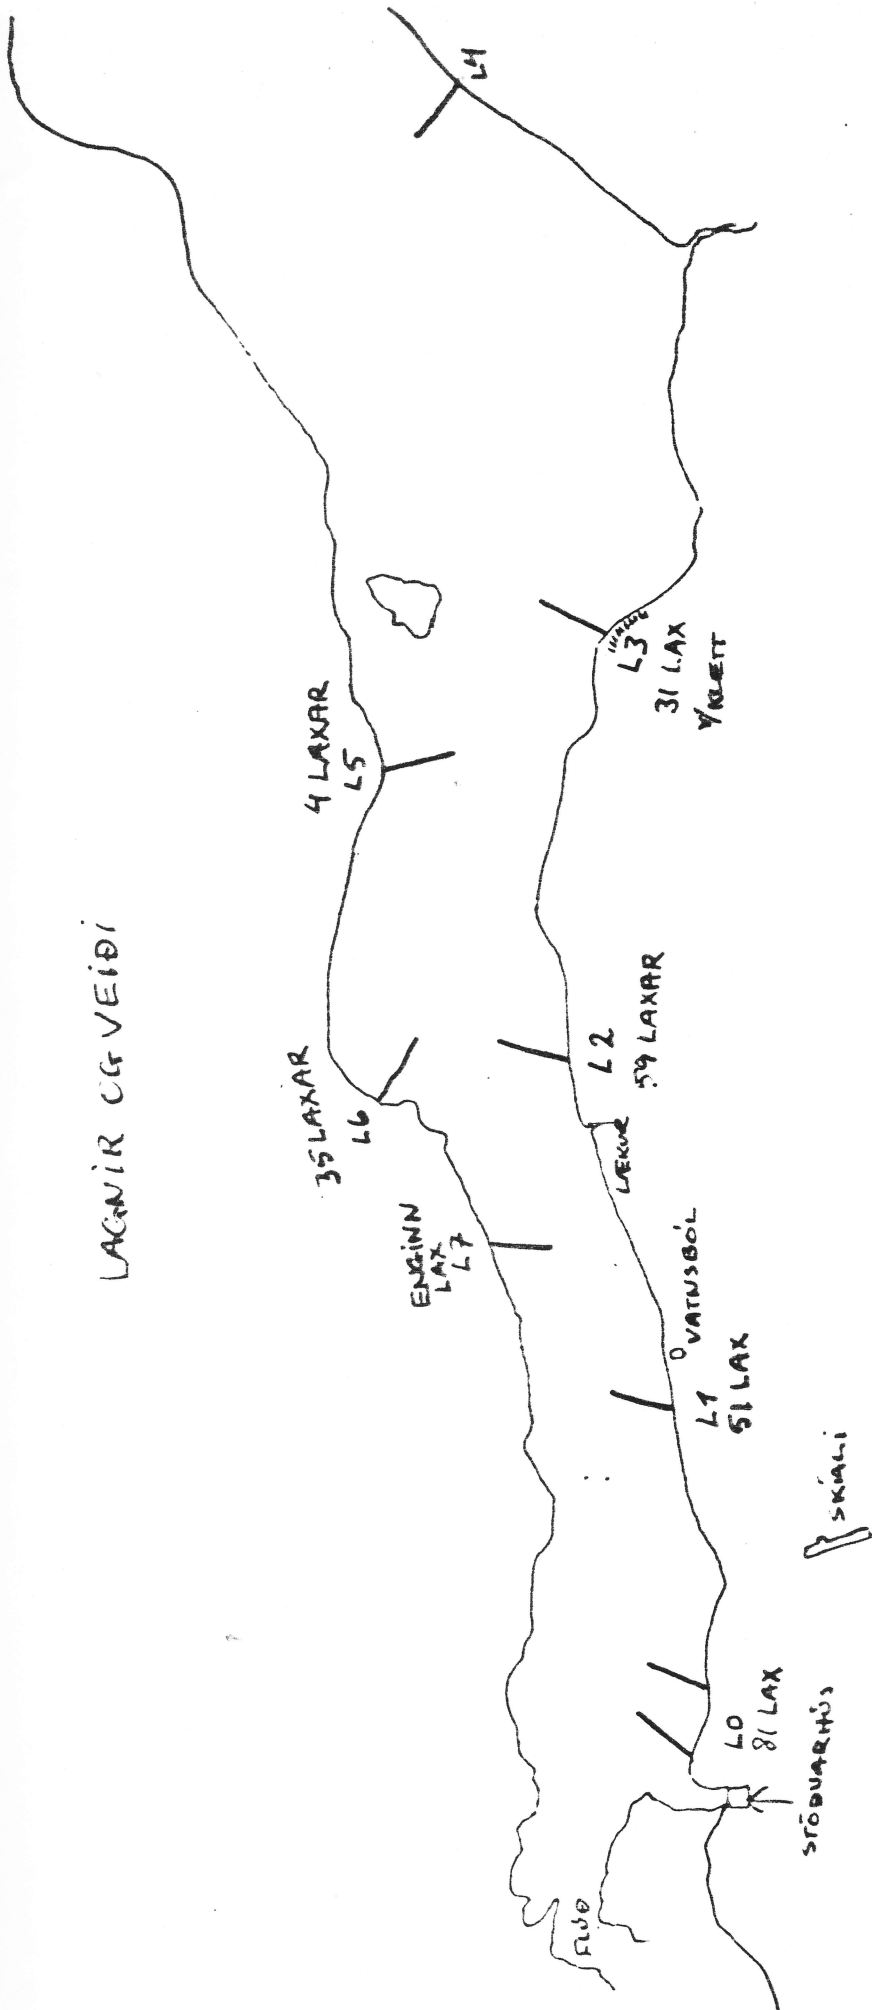 LAGNIR OG VEIÐI
L4
4 LAXAR
L5
L3
31 LAX
V/KLETT
35 LAXAR
L6
L2
59 LAXAR
LÆKUR
ENGINN
LAX
L7
VATNSBÓL
L1
51 LAX
SKÁLI
L0
81 LAX
STÖÐVARHÚS
FLÚÐ